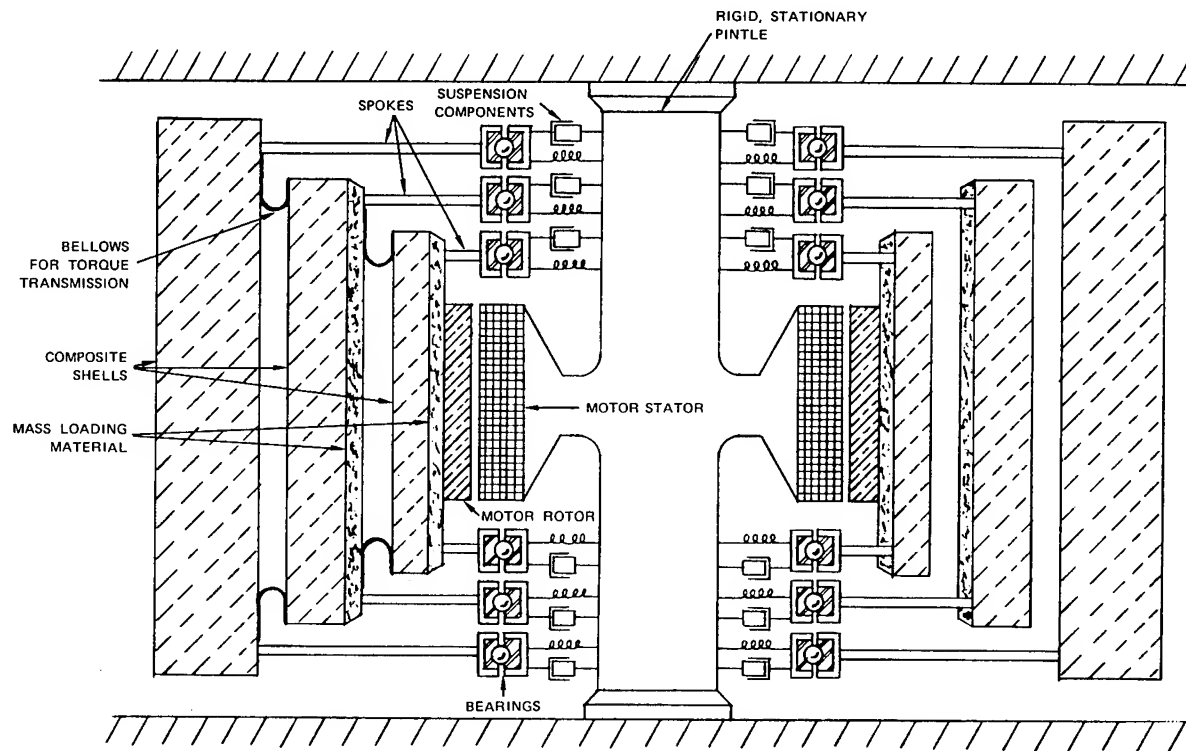 RIGID, STATIONARY
PINTLE
SUSPENSION
COMPONENTS
SPOKES
BELLOWS
FOR TORQUE
TRANSMISSION
COMPOSITE
SHELLS
MOTOR STATOR
MASS LOADING
MATERIAL
MOTOR ROTOR
BEARINGS